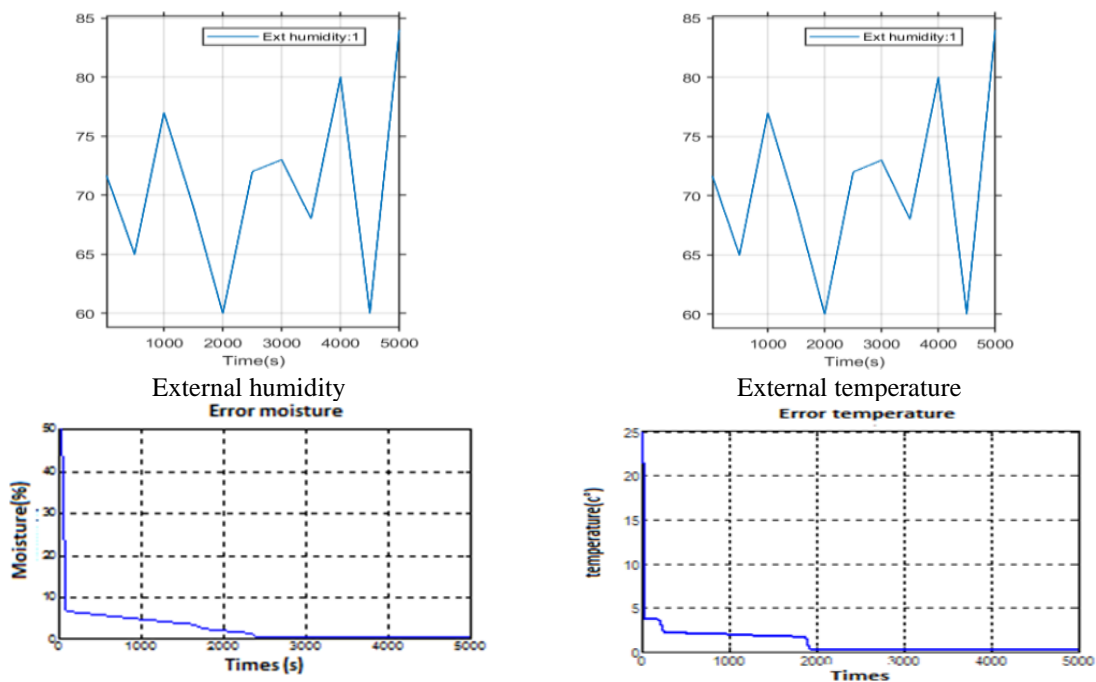 85
80
75
70
65
60
Ext humidity:1
1000 2000 3000 4000 5000
Time(s)
External humidity
85
80
75
70
65
60
Ext humidity:1
1000 2000 3000 4000 5000
Time(s)
External temperature
Error moisture
50
40
30
20
10
0
Moisture(%)
0 1000 2000 3000 4000 5000
Times (s)
Error temperature
25
20
15
10
5
0
temperature(c°)
0 1000 2000 3000 4000 5000
Times